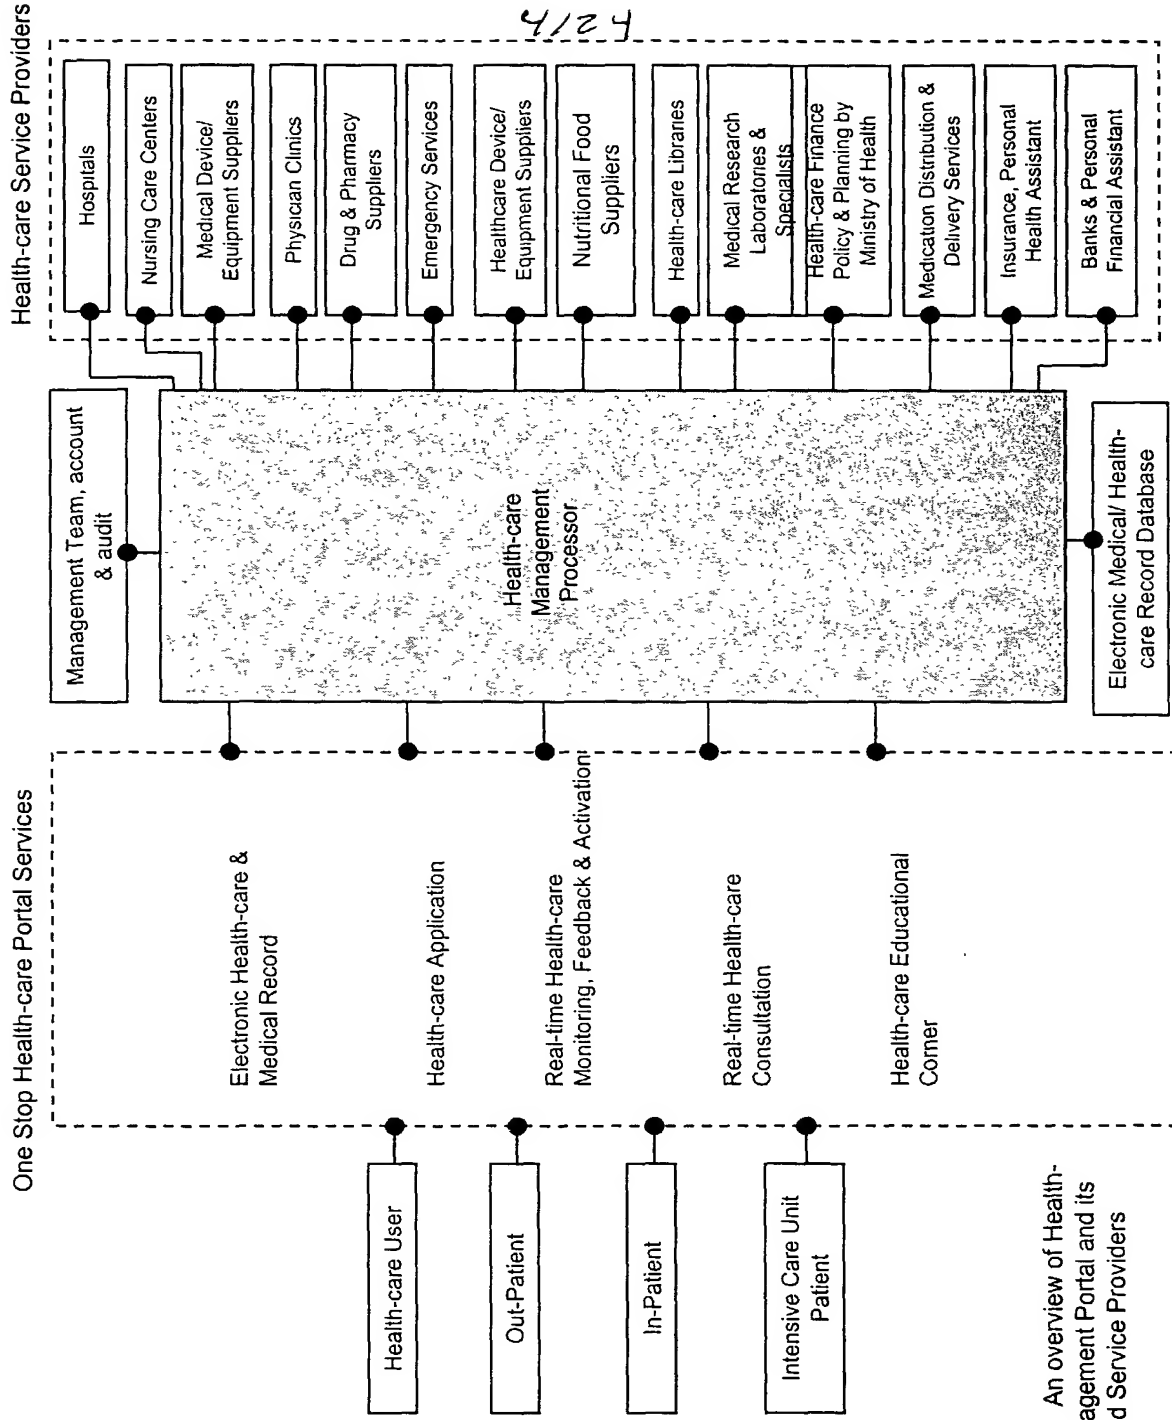 4/24
One Stop Health-care Portal Services
Health-care Service Providers
Health-care User
Out-Patient
In-Patient
Intensive Care Unit
Patient
Electronic Health-care &
Medical Record
Health-care Application
Real-time Health-care
Monitoring, Feedback & Activation
Real-time Health-care
Consultation
Health-care Educational
Corner
Management Team, account
& audit
Health-care
Management
Processor
Electronic Medical/ Health-
care Record Database
Hospitals
Nursing Care Centers
Medical Device/
Equipment Suppliers
Physician Clinics
Drug & Pharmacy
Suppliers
Emergency Services
Healthcare Device/
Equipment Suppliers
Nutritional Food
Suppliers
Health-care Libraries
Medical Research
Laboratories &
Specialists
Health-care Finance
Policy & Planning by
Ministry of Health
Medication Distribution &
Delivery Services
Insurance, Personal
Health Assistant
Banks & Personal
Financial Assistant
An overview of Health-
agement Portal and its
d Service Providers